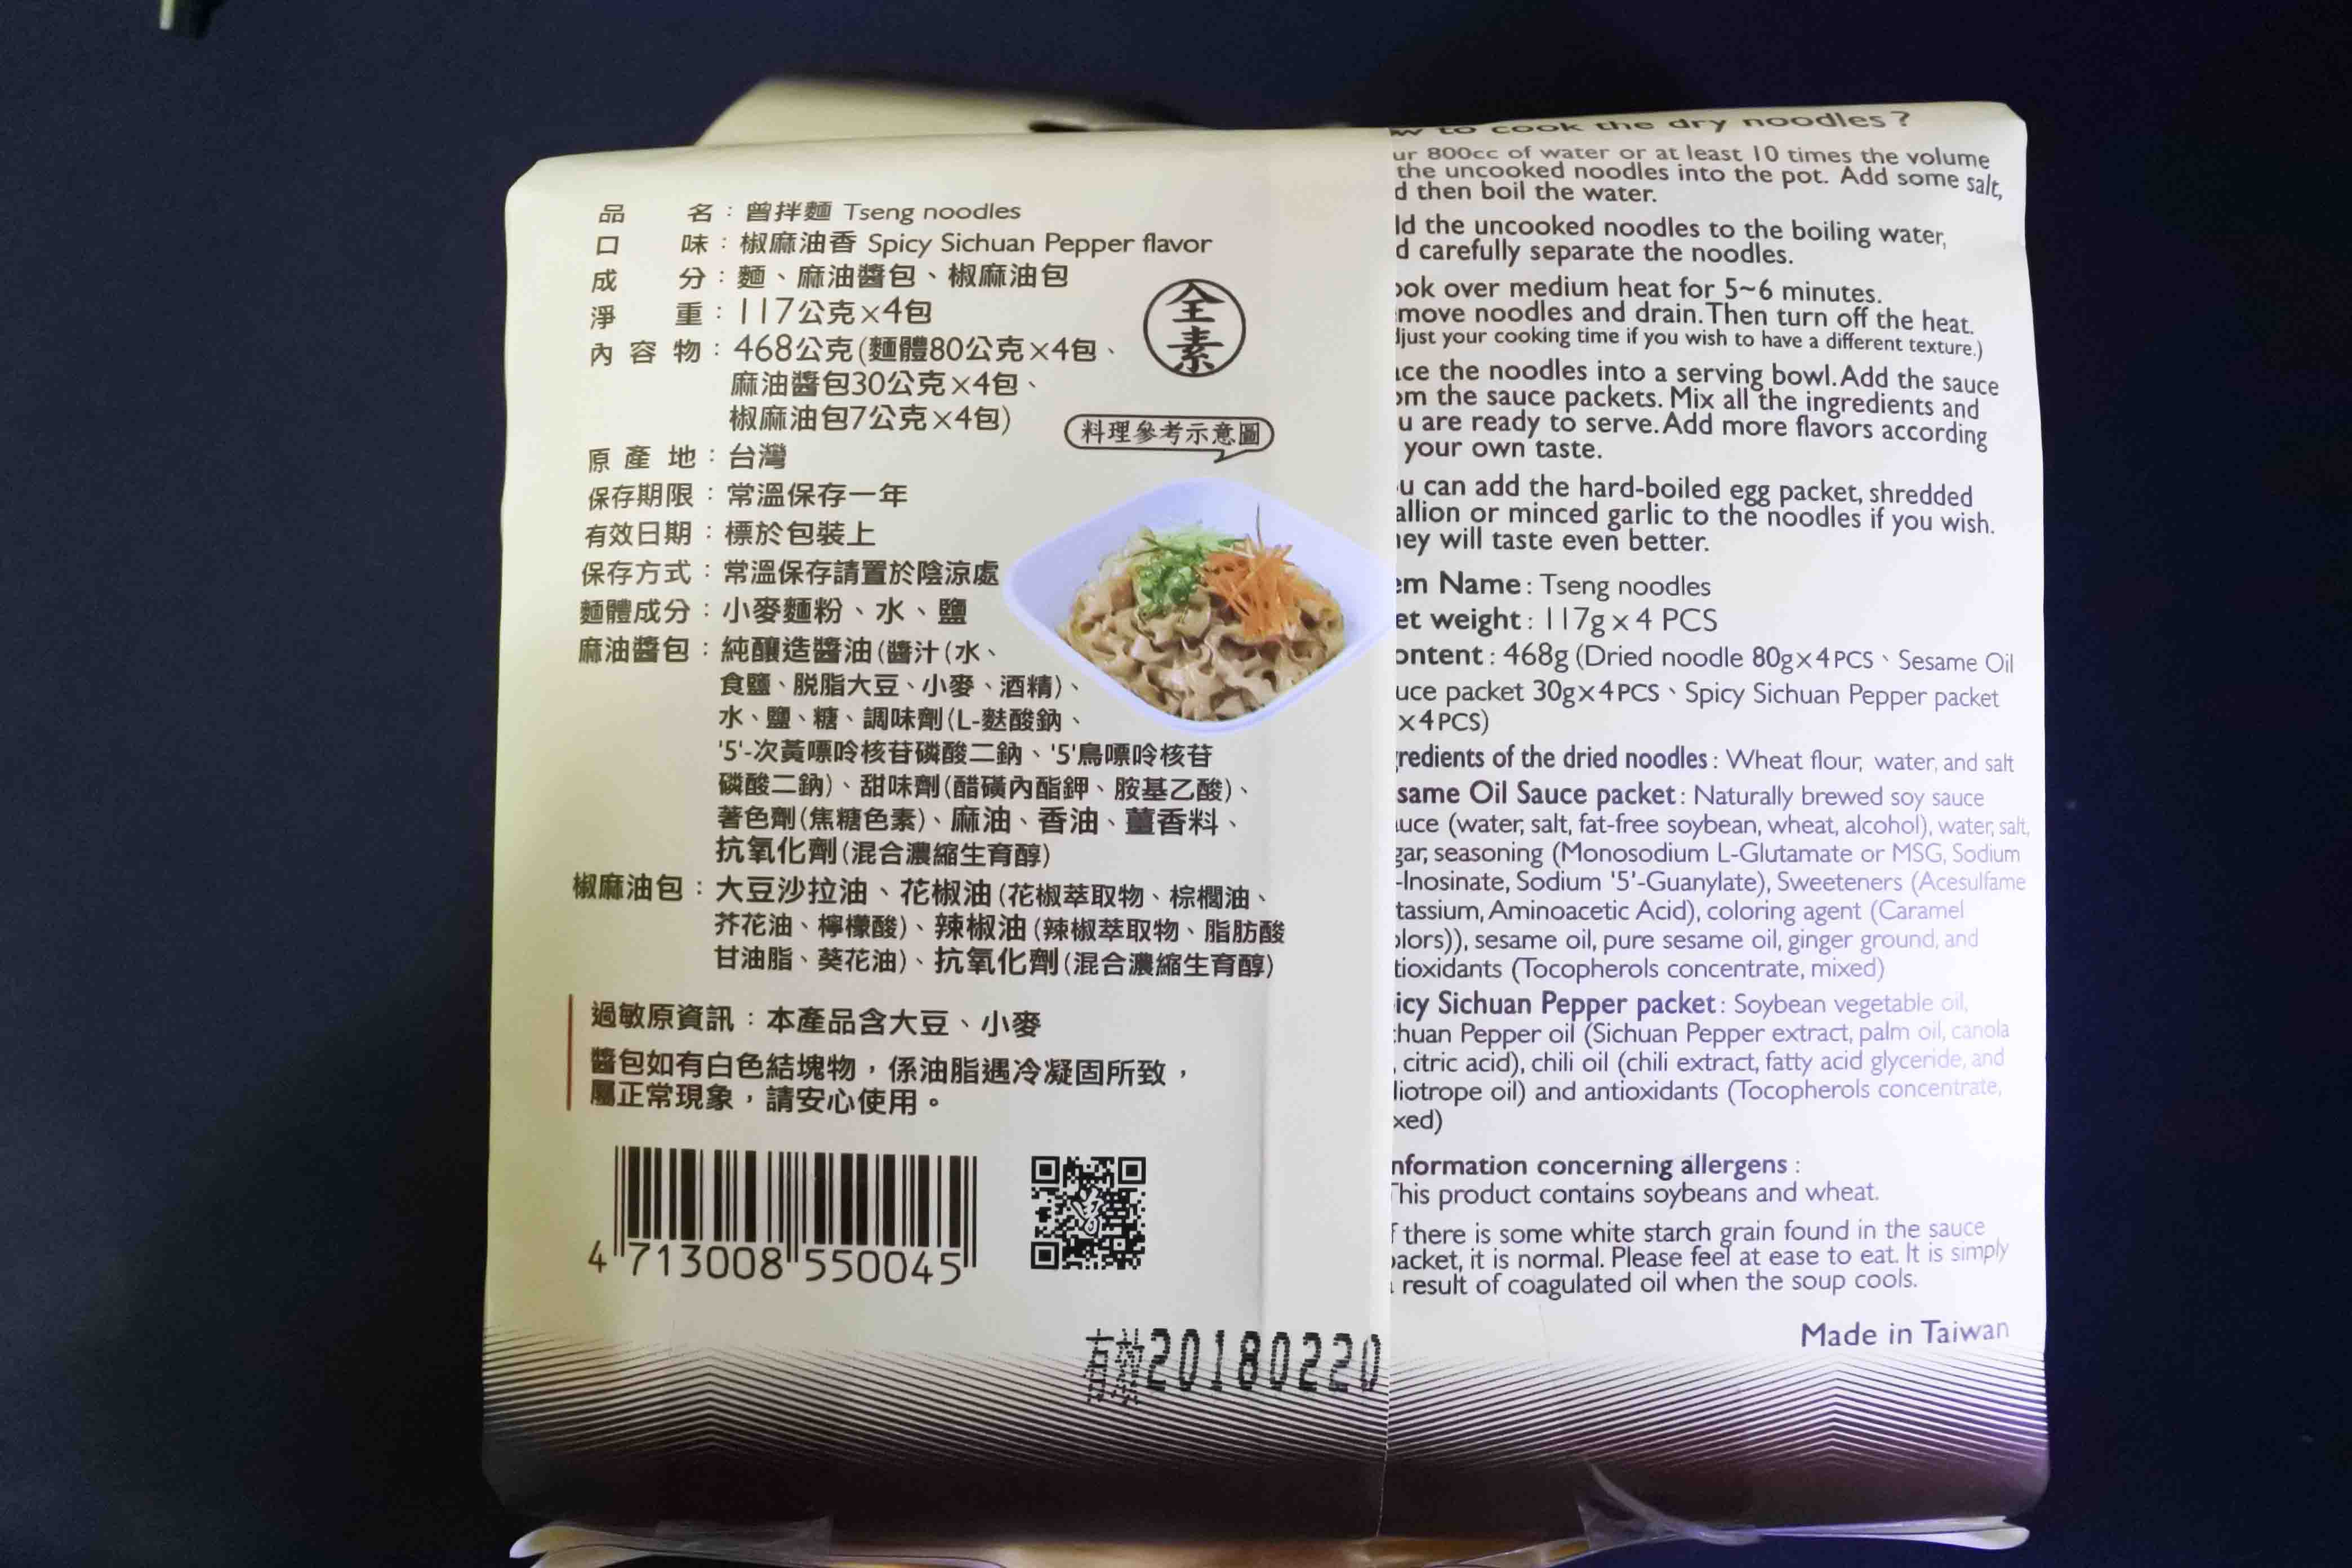 品名：曾拌麵 Tseng noodles
口味：椒麻油香 Spicy Sichuan Pepper flavor
成分：麵、麻油醬包、椒麻油包
淨重：117公克×4包
內容物：468公克(麵體80公克×4包、
麻油醬包30公克×4包、
椒麻油包7公克×4包)
全素
料理參考示意圖
原產地：台灣
保存期限：常溫保存一年
有效日期：標於包裝上
保存方式：常溫保存請置於陰涼處
麵體成分：小麥麵粉、水、鹽
麻油醬包：純釀造醬油(醬汁(水、
食鹽、脱脂大豆、小麥、酒精)、
水、鹽、糖、調味劑(L-麩酸鈉、
'5'-次黃嘌呤核苷磷酸二鈉、'5'鳥嘌呤核苷
磷酸二鈉)、甜味劑(醋磺內酯鉀、胺基乙酸)、
著色劑(焦糖色素)、麻油、香油、薑香料、
抗氧化劑(混合濃縮生育醇)
椒麻油包：大豆沙拉油、花椒油(花椒萃取物、棕櫚油、
芥花油、檸檬酸)、辣椒油(辣椒萃取物、脂肪酸
甘油脂、葵花油)、抗氧化劑(混合濃縮生育醇)
過敏原資訊：本產品含大豆、小麥
醬包如有白色結塊物，係油脂遇冷凝固所致，
屬正常現象，請安心使用。
4 713008 550045
有效20180220
w to cook the dry noodles?
ur 800cc of water or at least 10 times the volume
the uncooked noodles into the pot. Add some salt,
d then boil the water.
ld the uncooked noodles to the boiling water,
d carefully separate the noodles.
ook over medium heat for 5~6 minutes.
move noodles and drain. Then turn off the heat.
ljust your cooking time if you wish to have a different texture.)
ace the noodles into a serving bowl. Add the sauce
om the sauce packets. Mix all the ingredients and
u are ready to serve. Add more flavors according
your own taste.
u can add the hard-boiled egg packet, shredded
allion or minced garlic to the noodles if you wish.
ey will taste even better.
em Name : Tseng noodles
et weight : 117g x 4 PCS
ontent : 468g (Dried noodle 80gx4PCS、Sesame Oil
uce packet 30gx4PCS、Spicy Sichuan Pepper packet
x4PCS)
redients of the dried noodles : Wheat flour, water, and salt
same Oil Sauce packet : Naturally brewed soy sauce
uce (water, salt, fat-free soybean, wheat, alcohol), water, salt,
gar, seasoning (Monosodium L-Glutamate or MSG, Sodium
-Inosinate, Sodium '5'-Guanylate), Sweeteners (Acesulfame
tassium, Aminoacetic Acid), coloring agent (Caramel
lors)), sesame oil, pure sesame oil, ginger ground, and
tioxidants (Tocopherols concentrate, mixed)
icy Sichuan Pepper packet : Soybean vegetable oil,
huan Pepper oil (Sichuan Pepper extract, palm oil, canola
, citric acid), chili oil (chili extract, fatty acid glyceride, and
liotrope oil) and antioxidants (Tocopherols concentrate,
xed)
nformation concerning allergens :
This product contains soybeans and wheat.
f there is some white starch grain found in the sauce
packet, it is normal. Please feel at ease to eat. It is simply
result of coagulated oil when the soup cools.
Made in Taiwan